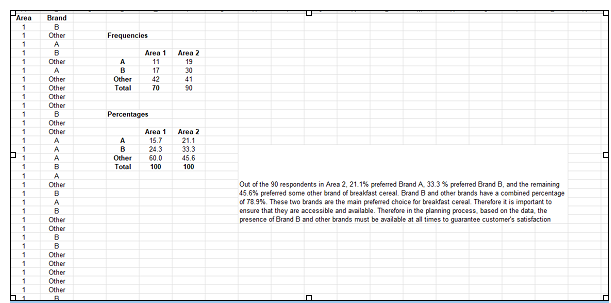 Area Brand
1 B
1 Other Frequencies
1 A
1 B Area 1 Area 2
1 Other A 11 19
1 A B 17 30
1 Other Other 42 41
1 Other Total 70 90
1 Other
1 Other
1 B Percentages
1 Other
1 Other Area 1 Area 2
1 A A 15.7 21.1
1 A B 24.3 33.3
1 A Other 60.0 45.6
1 B Total 100 100
1 A
1 Other Out of the 90 respondents in Area 2, 21.1% preferred Brand A, 33.3 % preferred Brand B, and the remaining
1 B 45.6% preferred some other brand of breakfast cereal. Brand B and other brands have a combined percentage
1 A of 78.9%. These two brands are the main preferred choice for breakfast cereal. Therefore it is important to
1 B ensure that they are accessible and available. Therefore in the planning process, based on the data, the
1 Other presence of Brand B and other brands must be available at all times to guarantee customer's satisfaction
1 Other
1 B
1 B
1 Other
1 Other
1 Other
1 Other
1 Other
1 B